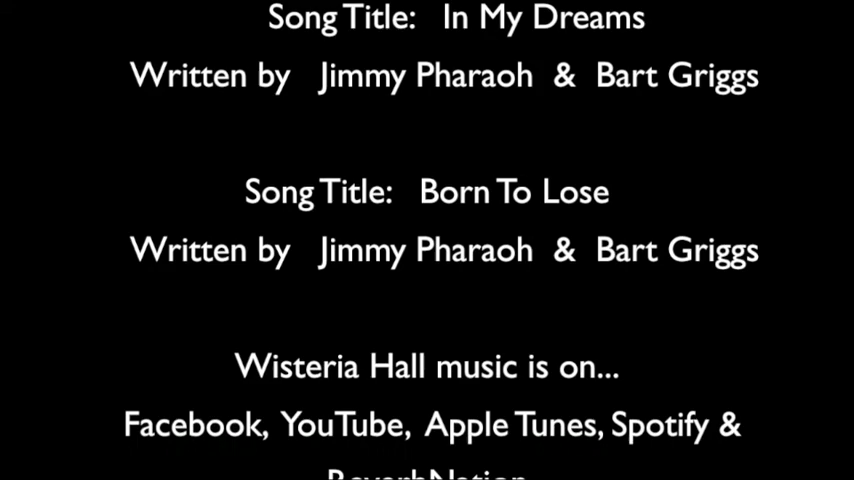 Song Title: In My Dreams
Written by Jimmy Pharaoh & Bart Griggs
Song Title: Born To Lose
Written by Jimmy Pharaoh & Bart Griggs
Wisteria Hall music is on...
Facebook, YouTube, Apple Tunes, Spotify &
ReverbNation